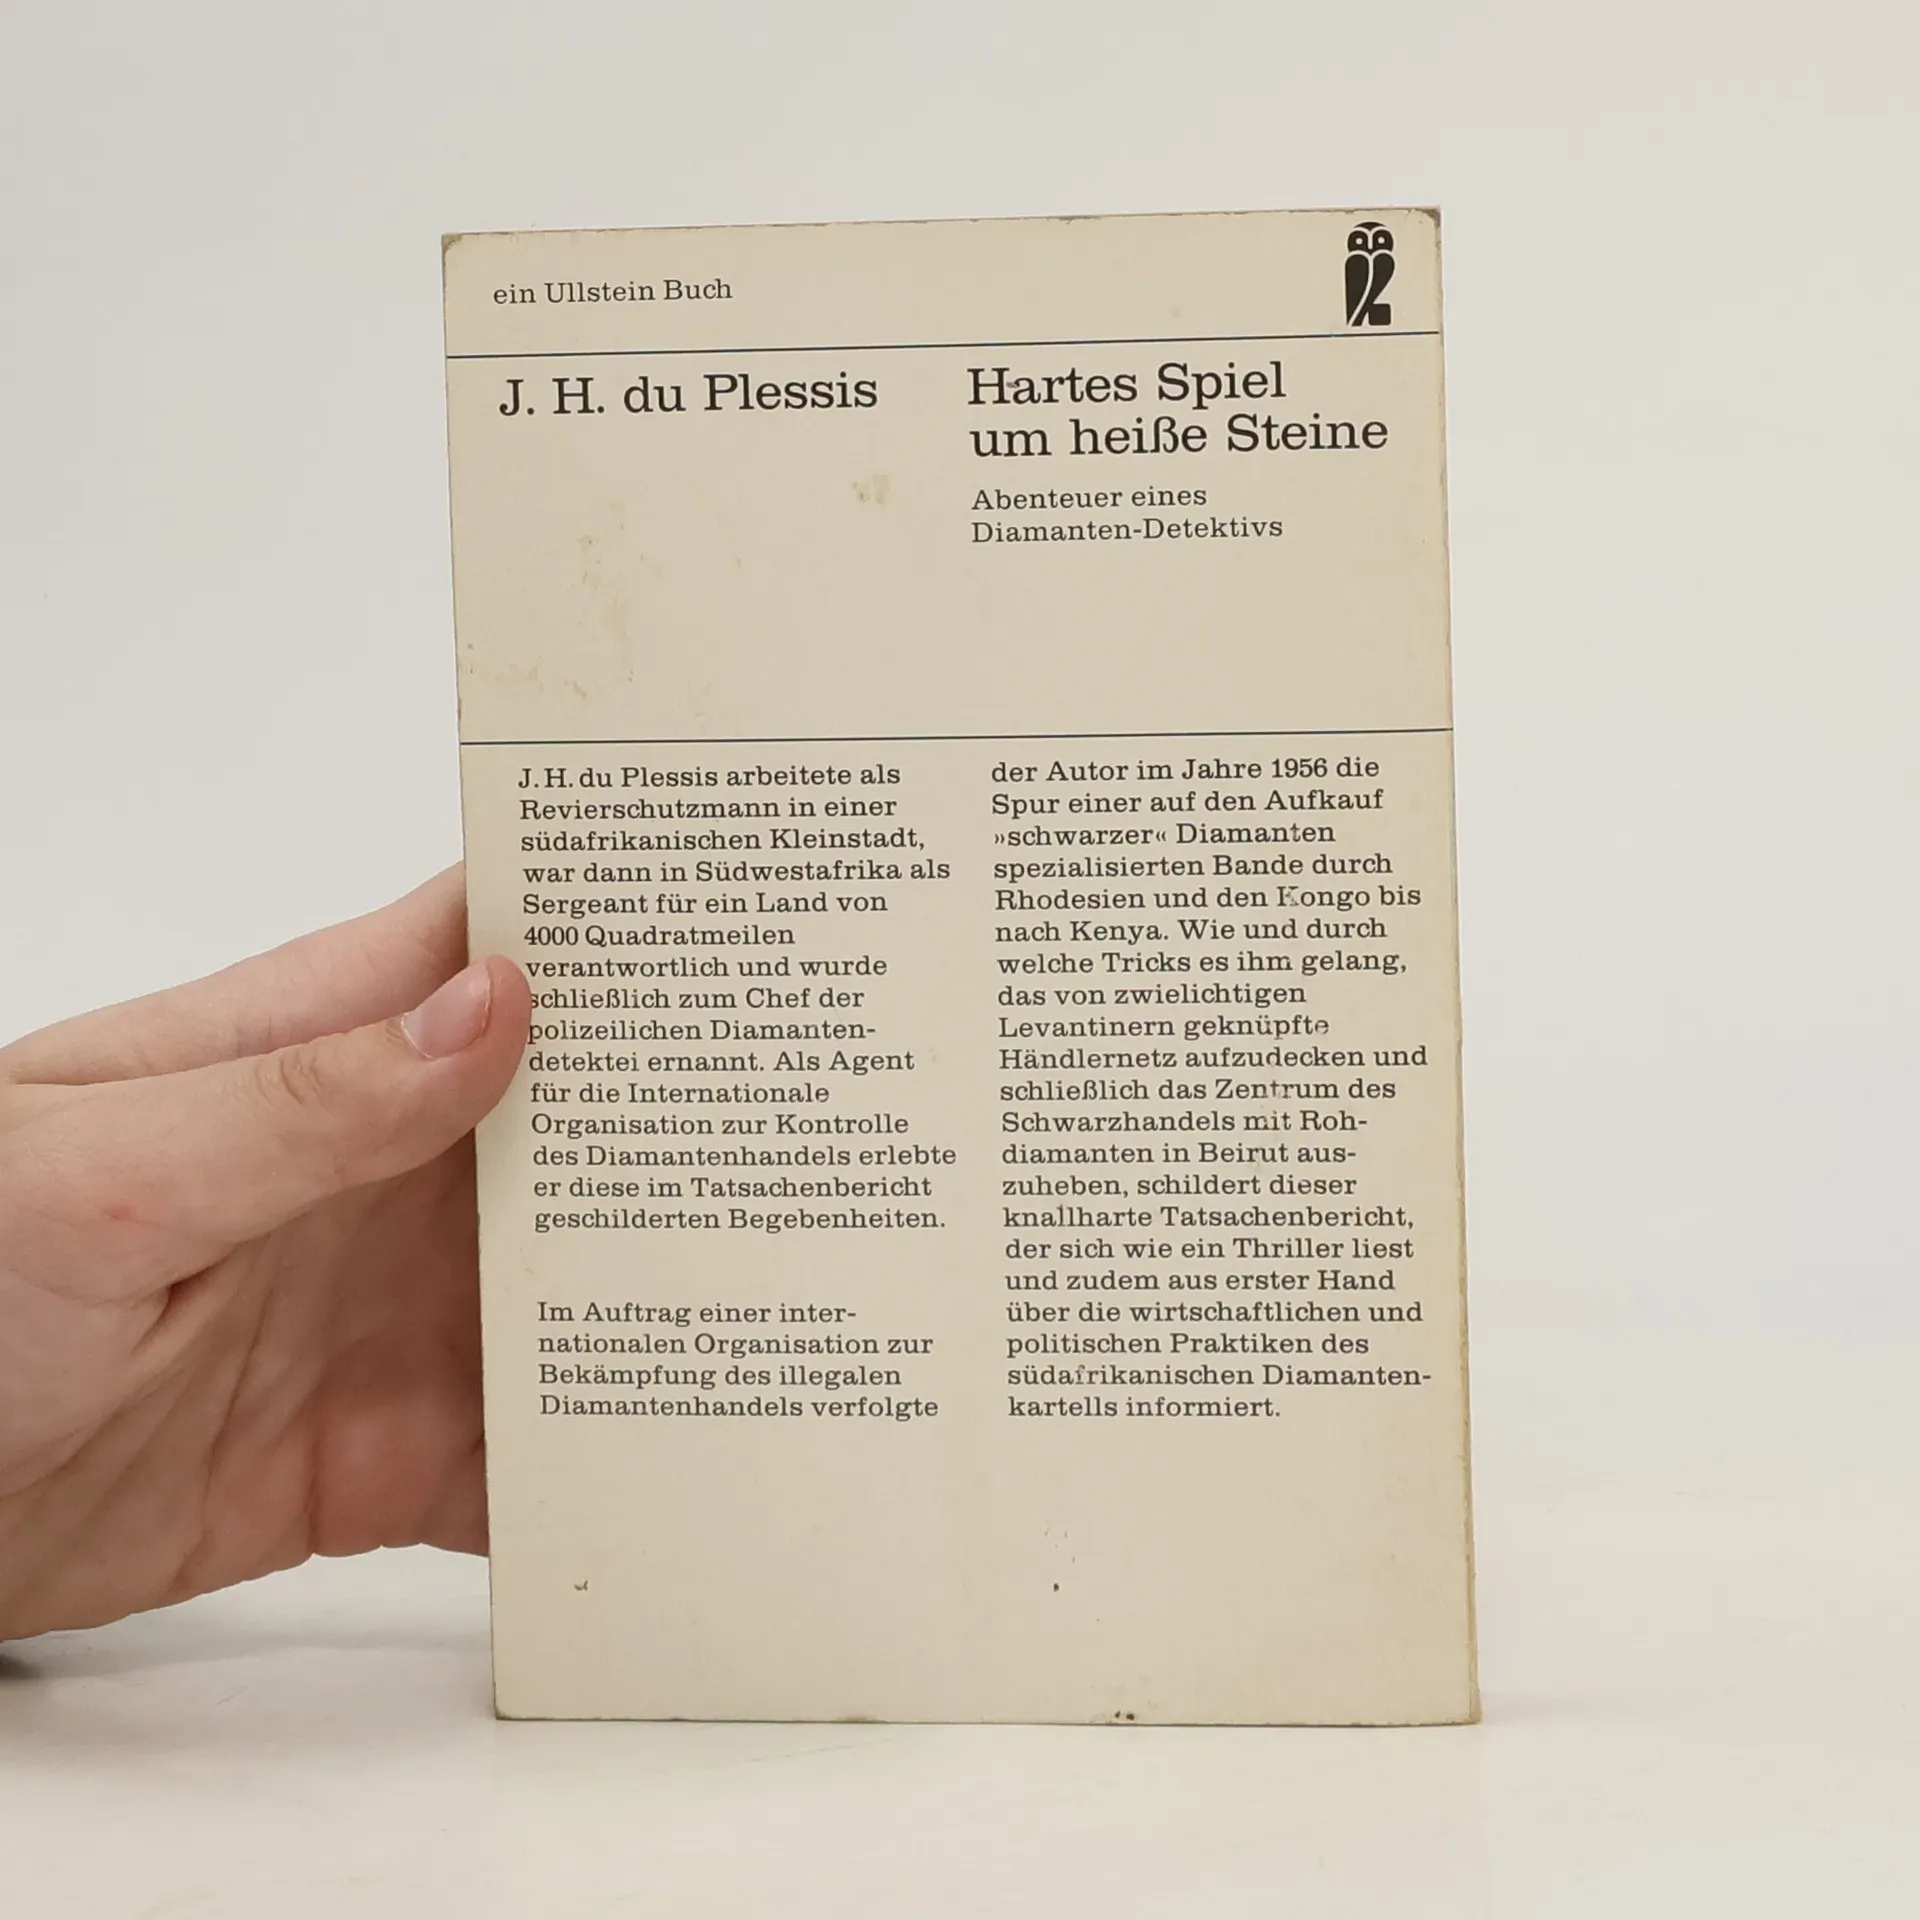 ein Ullstein Buch
J. H. du Plessis
Hartes Spiel
um heiße Steine
Abenteuer eines
Diamanten-Detektivs
J. H. du Plessis arbeitete als
Revierschutzmann in einer
südafrikanischen Kleinstadt,
war dann in Südwestafrika als
Sergeant für ein Land von
4000 Quadratmeilen
verantwortlich und wurde
schließlich zum Chef der
polizeilichen Diamanten-
detektei ernannt. Als Agent
für die Internationale
Organisation zur Kontrolle
des Diamantenhandels erlebte
er diese im Tatsachenbericht
geschilderten Begebenheiten.
Im Auftrag einer inter-
nationalen Organisation zur
Bekämpfung des illegalen
Diamantenhandels verfolgte
der Autor im Jahre 1956 die
Spur einer auf den Aufkauf
»schwarzer« Diamanten
spezialisierten Bande durch
Rhodesien und den Kongo bis
nach Kenya. Wie und durch
welche Tricks es ihm gelang,
das von zwielichtigen
Levantinern geknüpfte
Händlernetz aufzudecken und
schließlich das Zentrum des
Schwarzhandels mit Roh-
diamanten in Beirut aus-
zuheben, schildert dieser
knallharte Tatsachenbericht,
der sich wie ein Thriller liest
und zudem aus erster Hand
über die wirtschaftlichen und
politischen Praktiken des
südafrikanischen Diamanten-
kartells informiert.